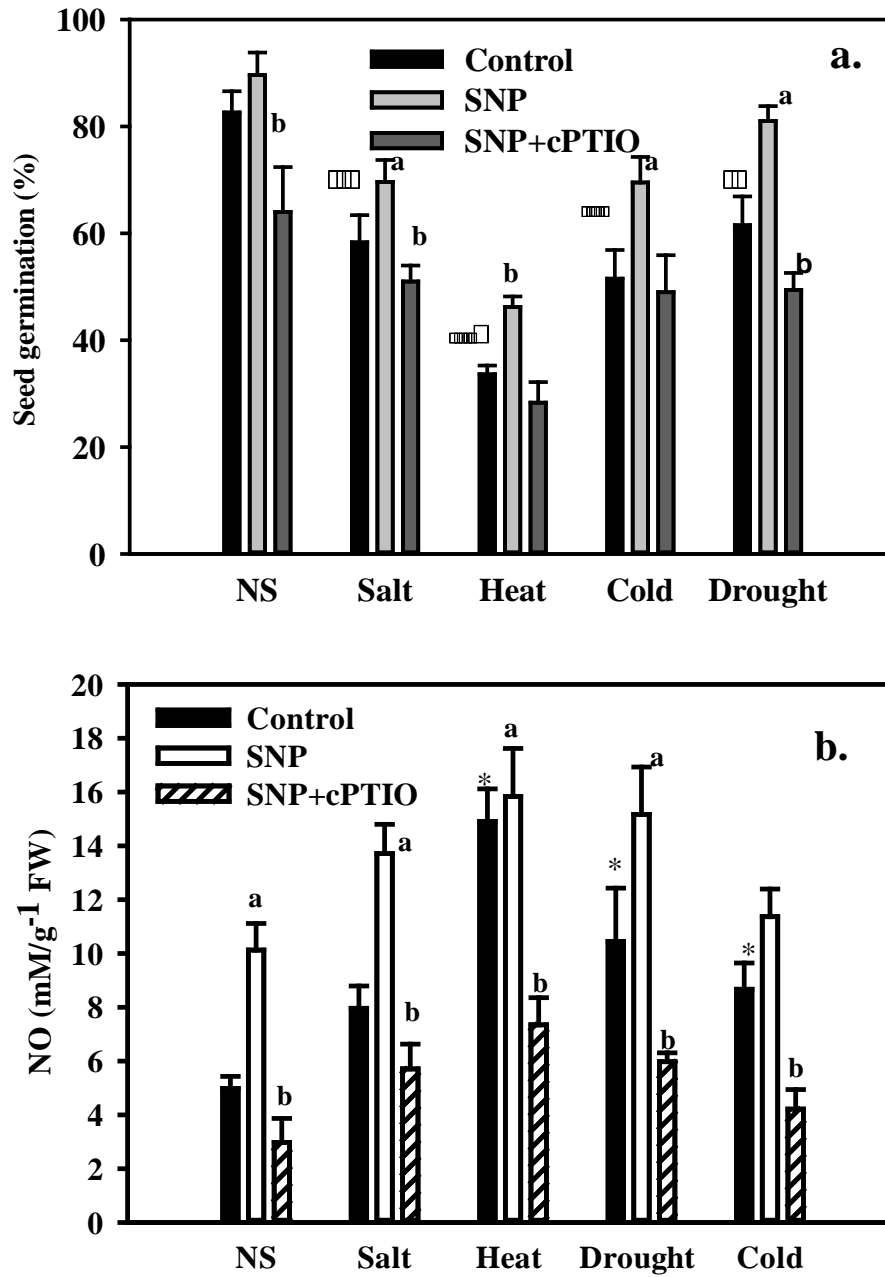 100
80
60
40
20
0
Seed germination (%)
Control
SNP
SNP+cPTIO
a.
b
a
b
b
a
a
b
NS Salt Heat Cold Drought
20
18
16
14
12
10
8
6
4
2
0
NO (mM/g-1 FW)
Control
SNP
SNP+cPTIO
b.
a
b
a
b
*
a
b
*
a
b
*
b
NS Salt Heat Drought Cold